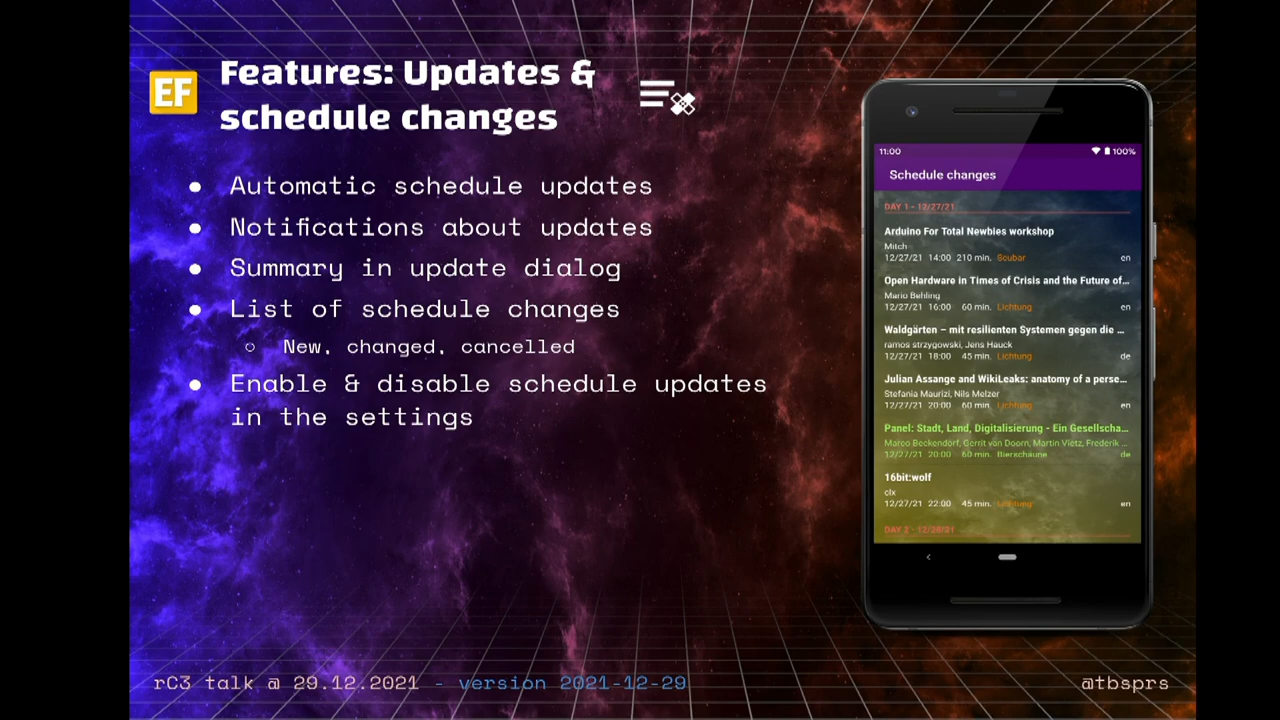 EF
Features: Updates &
schedule changes
● Automatic schedule updates
● Notifications about updates
● Summary in update dialog
● List of schedule changes
○ New, changed, cancelled
● Enable & disable schedule updates
in the settings
11:00 100%
Schedule changes
DAY 1 - 12/27/21
Arduino For Total Newbies workshop
Mitch
12/27/21 14:00 210 min. Scubar en
Open Hardware in Times of Crisis and the Future of...
Mario Behling
12/27/21 16:00 60 min. Lichtung en
Waldgärten – mit resilienten Systemen gegen die ...
ramos strzygowski, Jens Hauck
12/27/21 18:00 45 min. Lichtung de
Julian Assange and WikiLeaks: anatomy of a perse...
Stefania Maurizi, Nils Melzer
12/27/21 20:00 60 min. Lichtung en
Panel: Stadt, Land, Digitalisierung - Ein Gesellscha...
Marco Beckendorf, Gerrit von Doorn, Martin Vietz, Frederik ...
12/27/21 20:00 60 min. Bierscheune de
16bit:wolf
clx
12/27/21 22:00 45 min. Lichtung en
DAY 2 - 12/28/21
rC3 talk @ 29.12.2021 - version 2021-12-29
@tbsprs